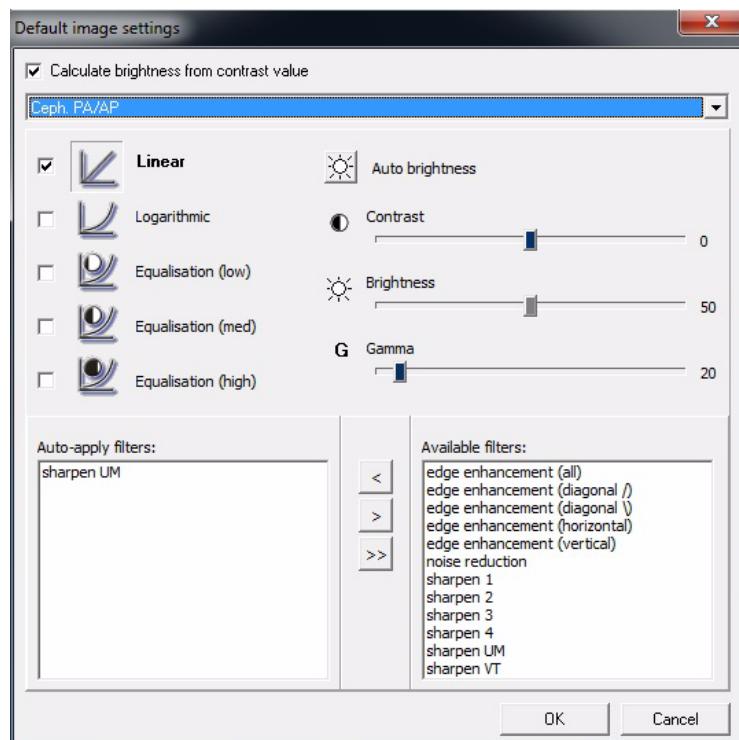 Default image settings
x
Calculate brightness from contrast value
Ceph. PA/AP
Linear
Auto brightness
Logarithmic
Contrast
0
Equalisation (low)
Brightness
50
Equalisation (med)
G Gamma
20
Equalisation (high)
Auto-apply filters:
sharpen UM
<
>
>>
Available filters:
edge enhancement (all)
edge enhancement (diagonal /)
edge enhancement (diagonal \)
edge enhancement (horizontal)
edge enhancement (vertical)
noise reduction
sharpen 1
sharpen 2
sharpen 3
sharpen 4
sharpen UM
sharpen VT
OK
Cancel